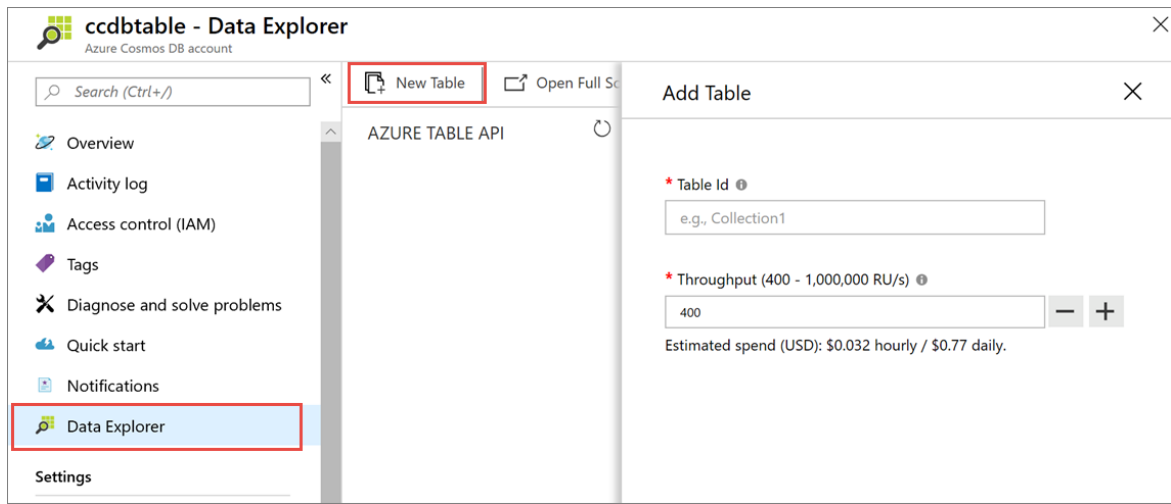 ccdbtable - Data Explorer
Azure Cosmos DB account
Search (Ctrl+/)
«
Overview
Activity log
Access control (IAM)
Tags
Diagnose and solve problems
Quick start
Notifications
Data Explorer
Settings
New Table
Open Full Sc
AZURE TABLE API
Add Table
* Table Id
e.g., Collection1
* Throughput (400 - 1,000,000 RU/s)
400
Estimated spend (USD): $0.032 hourly / $0.77 daily.